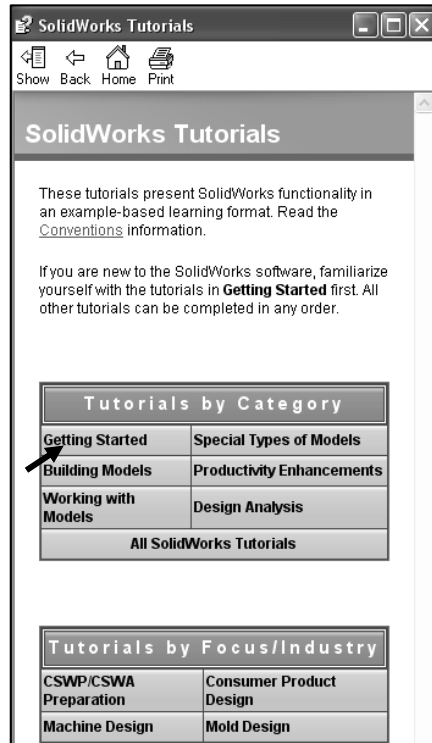 SolidWorks Tutorials
Show Back Home Print
SolidWorks Tutorials
These tutorials present SolidWorks functionality in
an example-based learning format. Read the
Conventions information.
If you are new to the SolidWorks software, familiarize
yourself with the tutorials in Getting Started first. All
other tutorials can be completed in any order.
Tutorials by Category
Getting Started Special Types of Models
Building Models Productivity Enhancements
Working with
Models
Design Analysis
All SolidWorks Tutorials
Tutorials by Focus/Industry
CSWP/CSWA
Preparation
Consumer Product
Design
Machine Design Mold Design